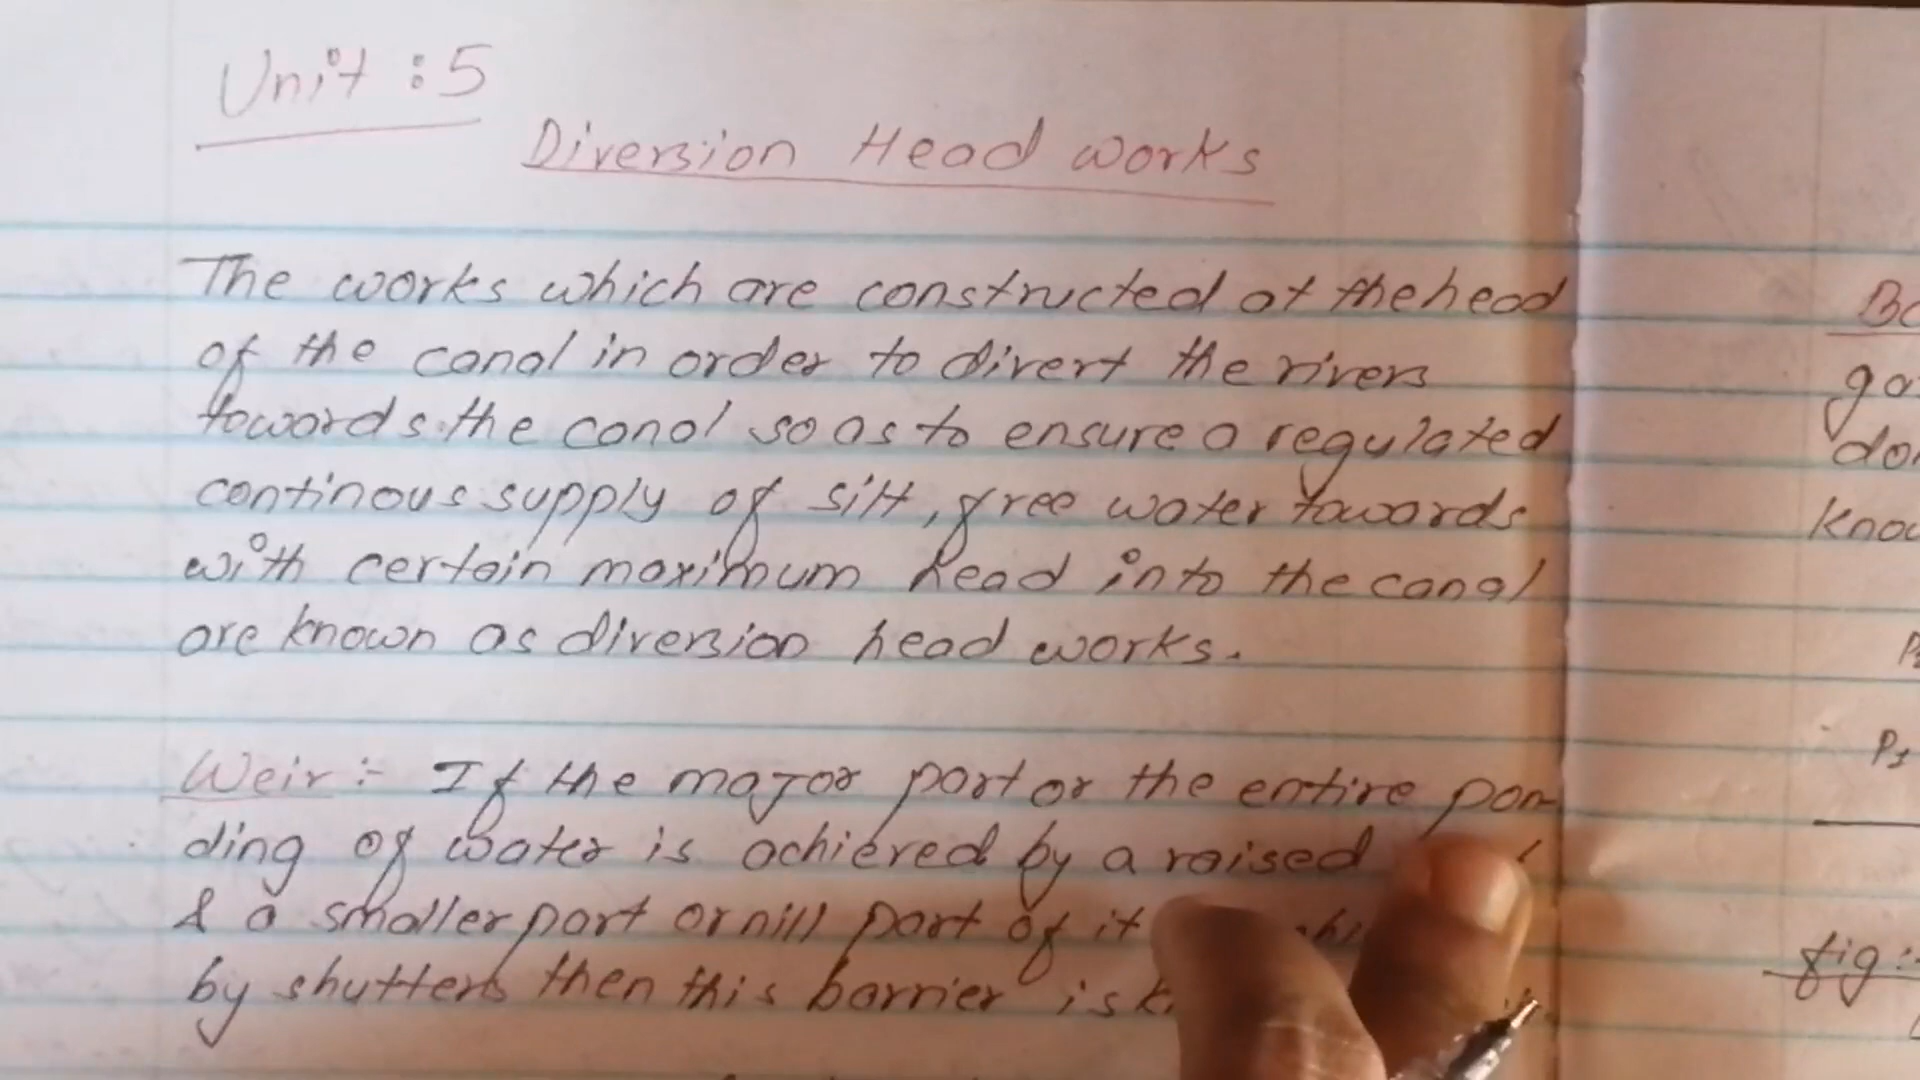 Unit :5
Diversion Head works
The works which are constructed at the head
of the canal in order to divert the rivers
towards the canal so as to ensure a regulated
continous supply of silt, free water towards
with certain maximum head into the canal
are known as diversion head works.
Weir :- If the major part or the entire pon-
ding of water is achieved by a raised
& a smaller part or nill part of it
by shutters then this barrier is
P1
fig:-